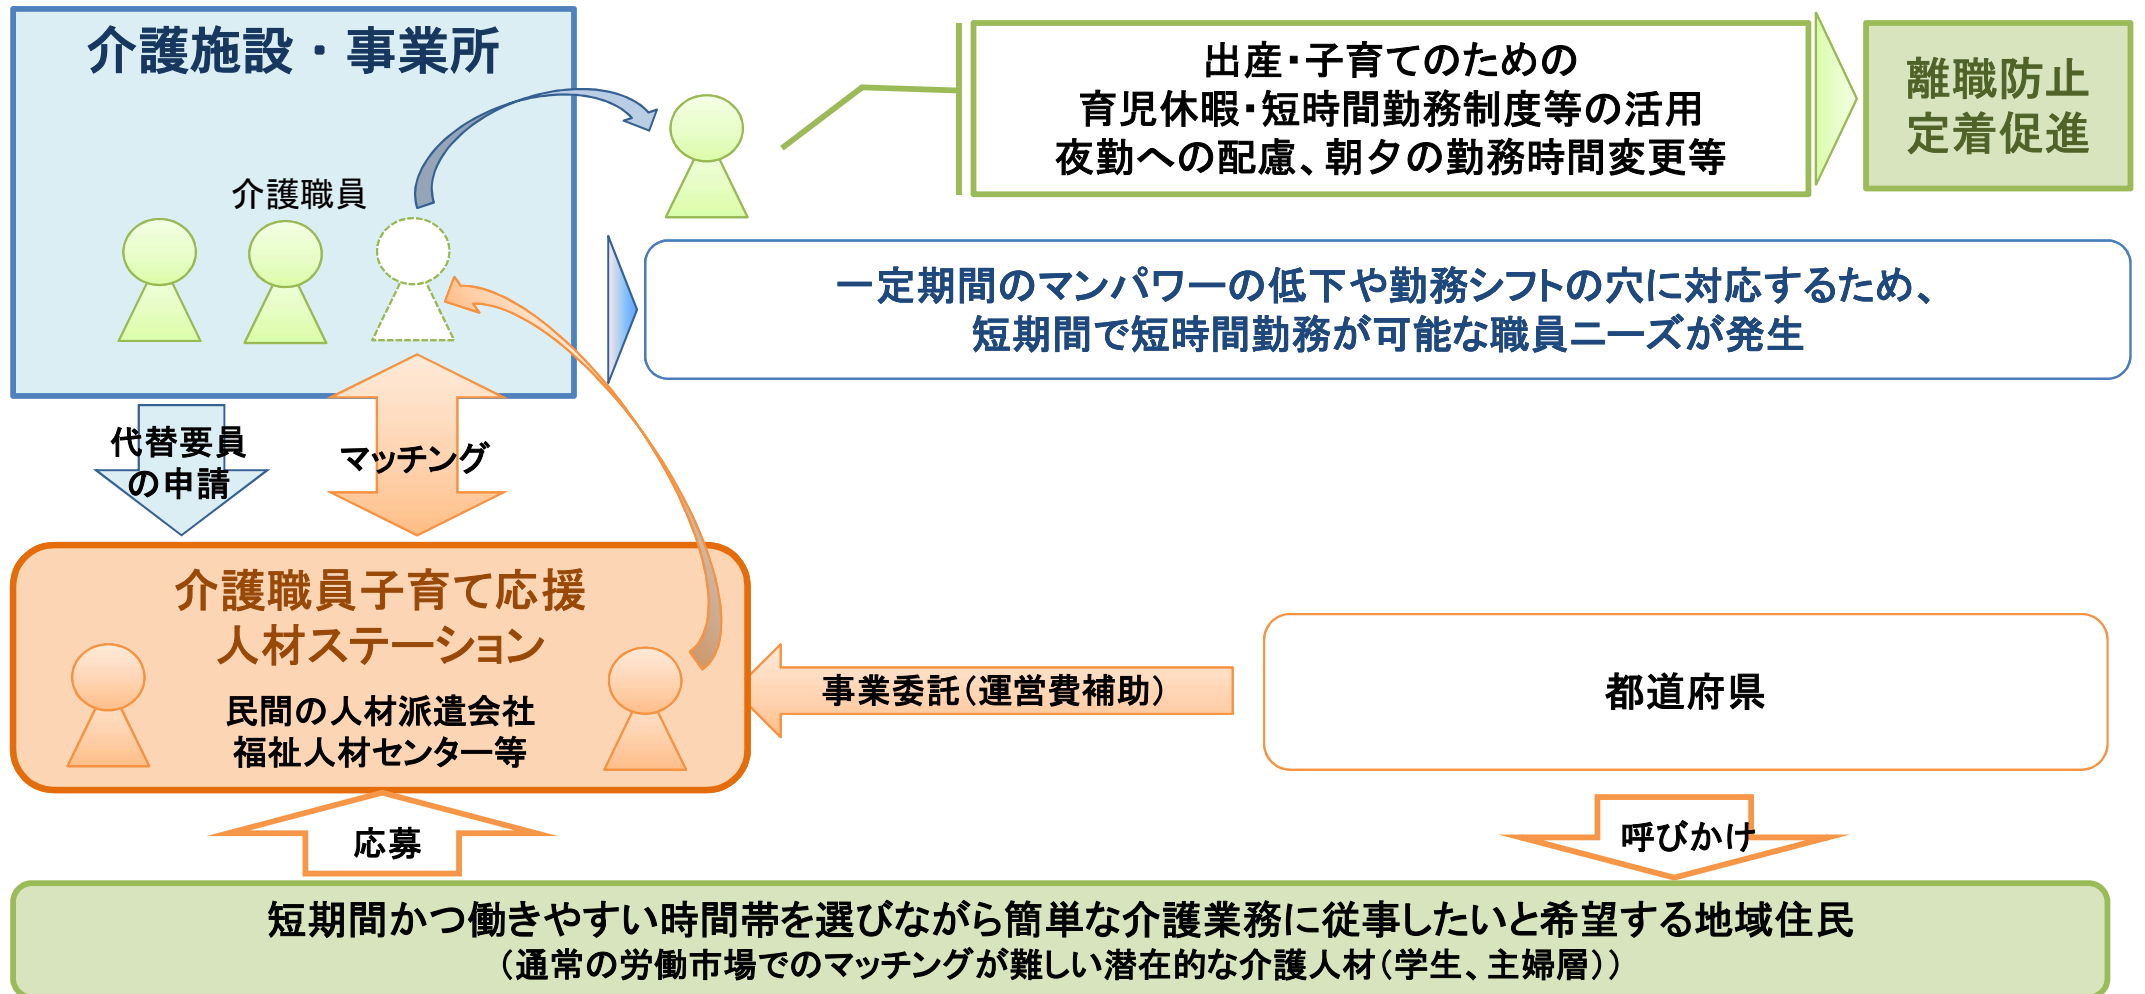 介護施設・事業所
介護職員
出産・子育てのための
育児休暇・短時間勤務制度等の活用
夜勤への配慮、朝夕の勤務時間変更等
離職防止
定着促進
一定期間のマンパワーの低下や勤務シフトの穴に対応するため、
短期間で短時間勤務が可能な職員ニーズが発生
代替要員
の申請
マッチング
介護職員子育て応援
人材ステーション
民間の人材派遣会社
福祉人材センター等
事業委託（運営費補助）
都道府県
応募
呼びかけ
短期間かつ働きやすい時間帯を選びながら簡単な介護業務に従事したいと希望する地域住民
（通常の労働市場でのマッチングが難しい潜在的な介護人材（学生、主婦層））